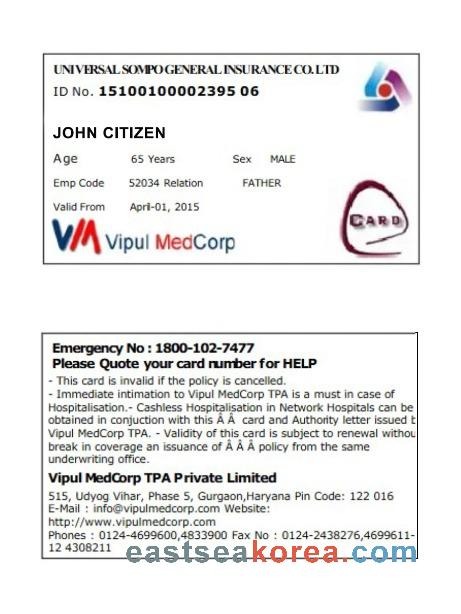 UNIVERSAL SOMPO GENERAL INSURANCE CO. LTD
ID No. 15100100002395 06
JOHN CITIZEN
Age 65 Years Sex MALE
Emp Code 52034 Relation FATHER
Valid From April-01, 2015
CARD
VM Vipul MedCorp
Emergency No : 1800-102-7477
Please Quote your card number for HELP
- This card is invalid if the policy is cancelled.
- Immediate intimation to Vipul MedCorp TPA is a must in case of
Hospitalisation.- Cashless Hospitalisation in Network Hospitals can be
obtained in conjuction with this Â Â card and Authority letter issued b
Vipul MedCorp TPA. - Validity of this card is subject to renewal withou
break in coverage an issuance of Â Â Â policy from the same
underwriting office.
Vipul MedCorp TPA Private Limited
515, Udyog Vihar, Phase 5, Gurgaon,Haryana Pin Code: 122 016
E-Mail : info@vipulmedcorp.com Website:
http://www.vipulmedcorp.com
Phones : 0124-4699600,4833900 Fax No : 0124-2438276,4699611-
12 4308211
eastseakorea.com